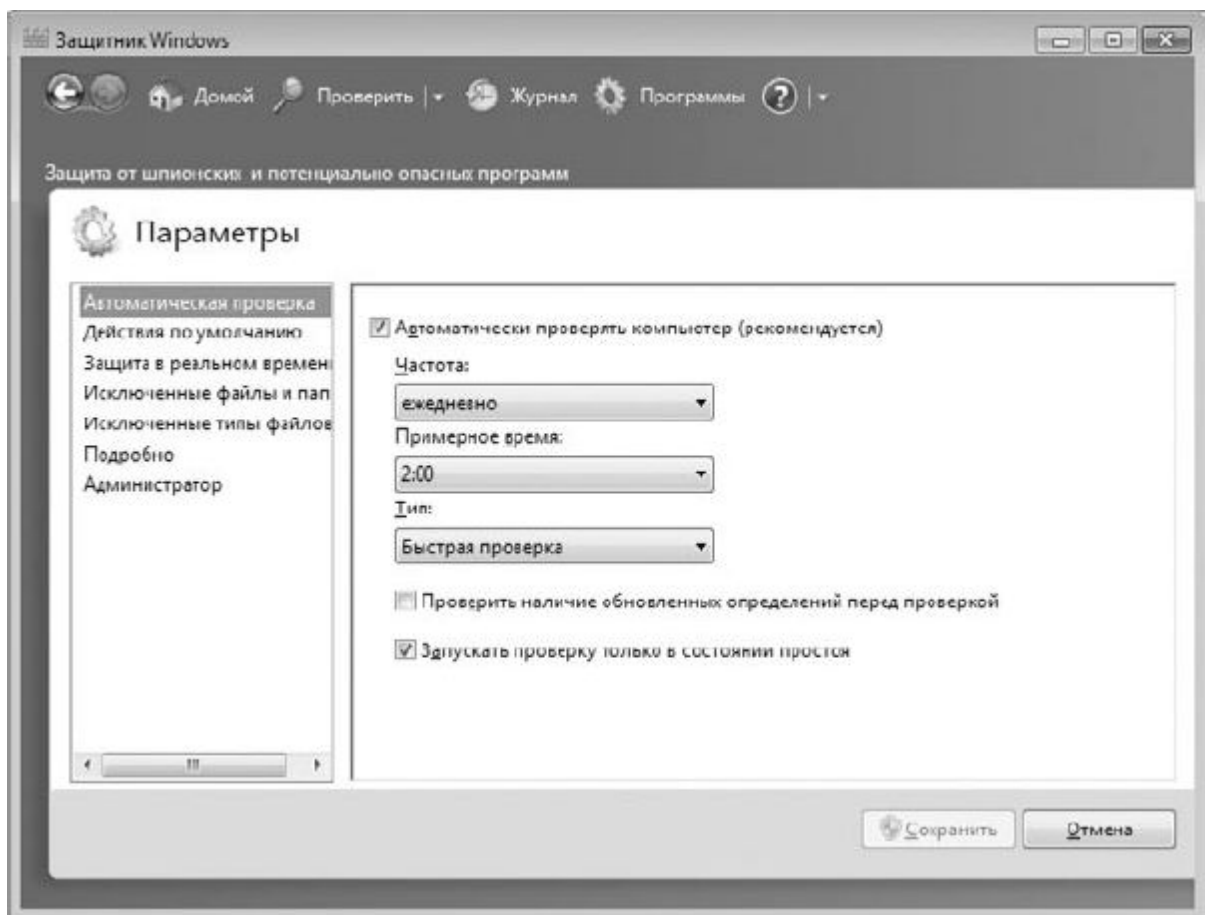 Защитник Windows
Домой Проверить Журнал Программы ?
Защита от шпионских и потенциально опасных программ
Параметры
Автоматическая проверка
Действия по умолчанию
Защита в реальном времени
Исключенные файлы и пап
Исключенные типы файлов
Подробно
Администратор
Автоматически проверять компьютер (рекомендуется)
Частота:
ежедневно
Примерное время:
2:00
Тип:
Быстрая проверка
Проверить наличие обновленных определений перед проверкой
Запускать проверку только в состоянии простоя
Сохранить Отмена